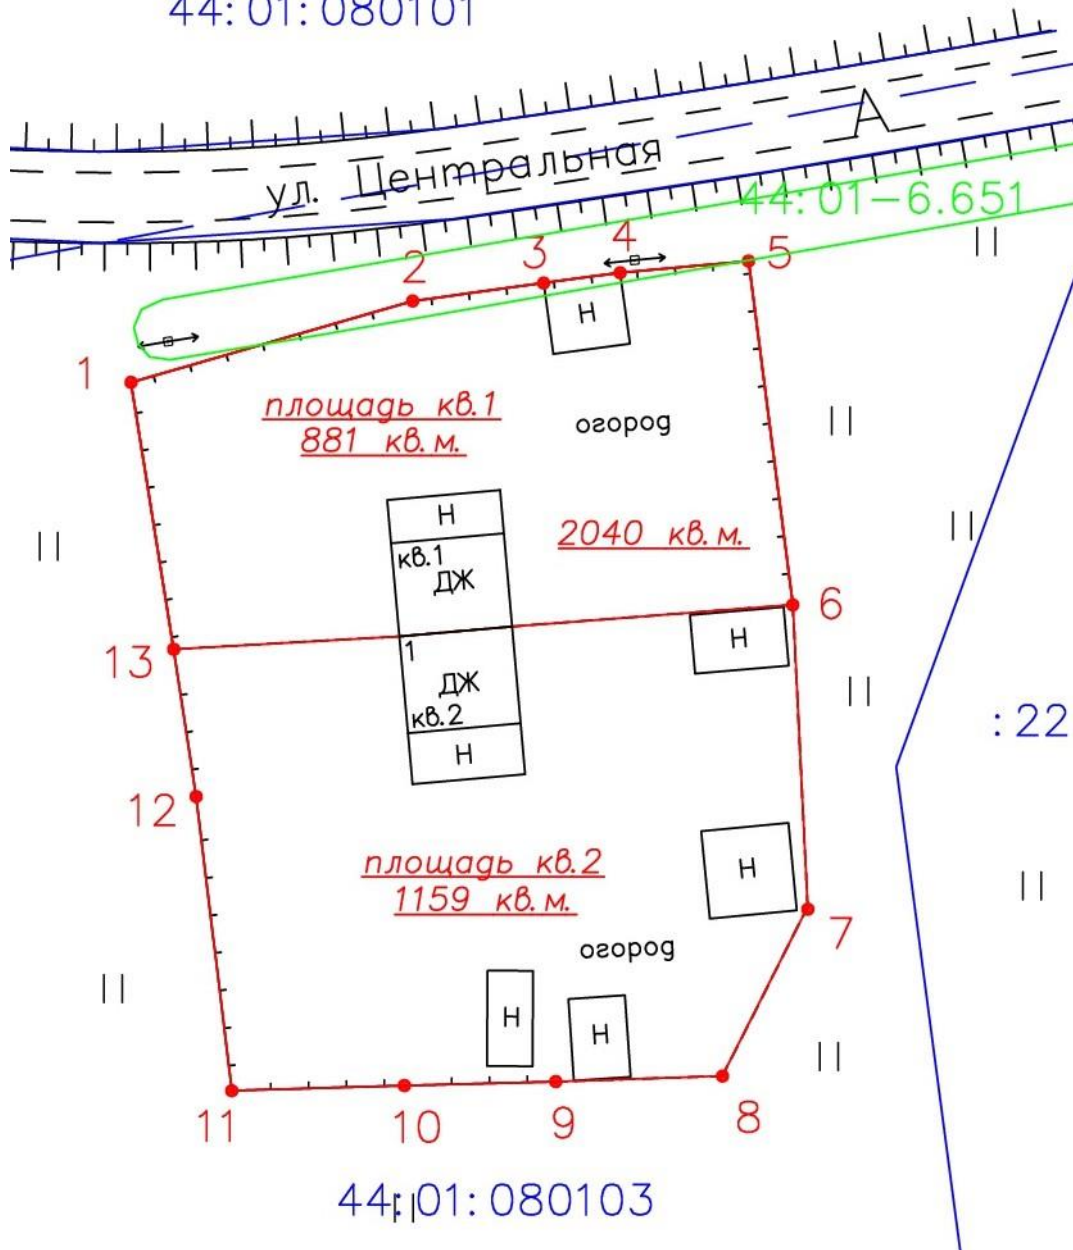 44:01:080101
А
ул. Центральная
44:01-6.651
2
3
4
5
Н
1
площадь кв.1
881 кв.м.
огород
Н
2040 кв.м.
кв.1
ДЖ
6
13
1
Н
ДЖ
кв.2
:22
Н
12
площадь кв.2
1159 кв.м.
Н
7
огород
Н
Н
11
10
9
8
44:01:080103